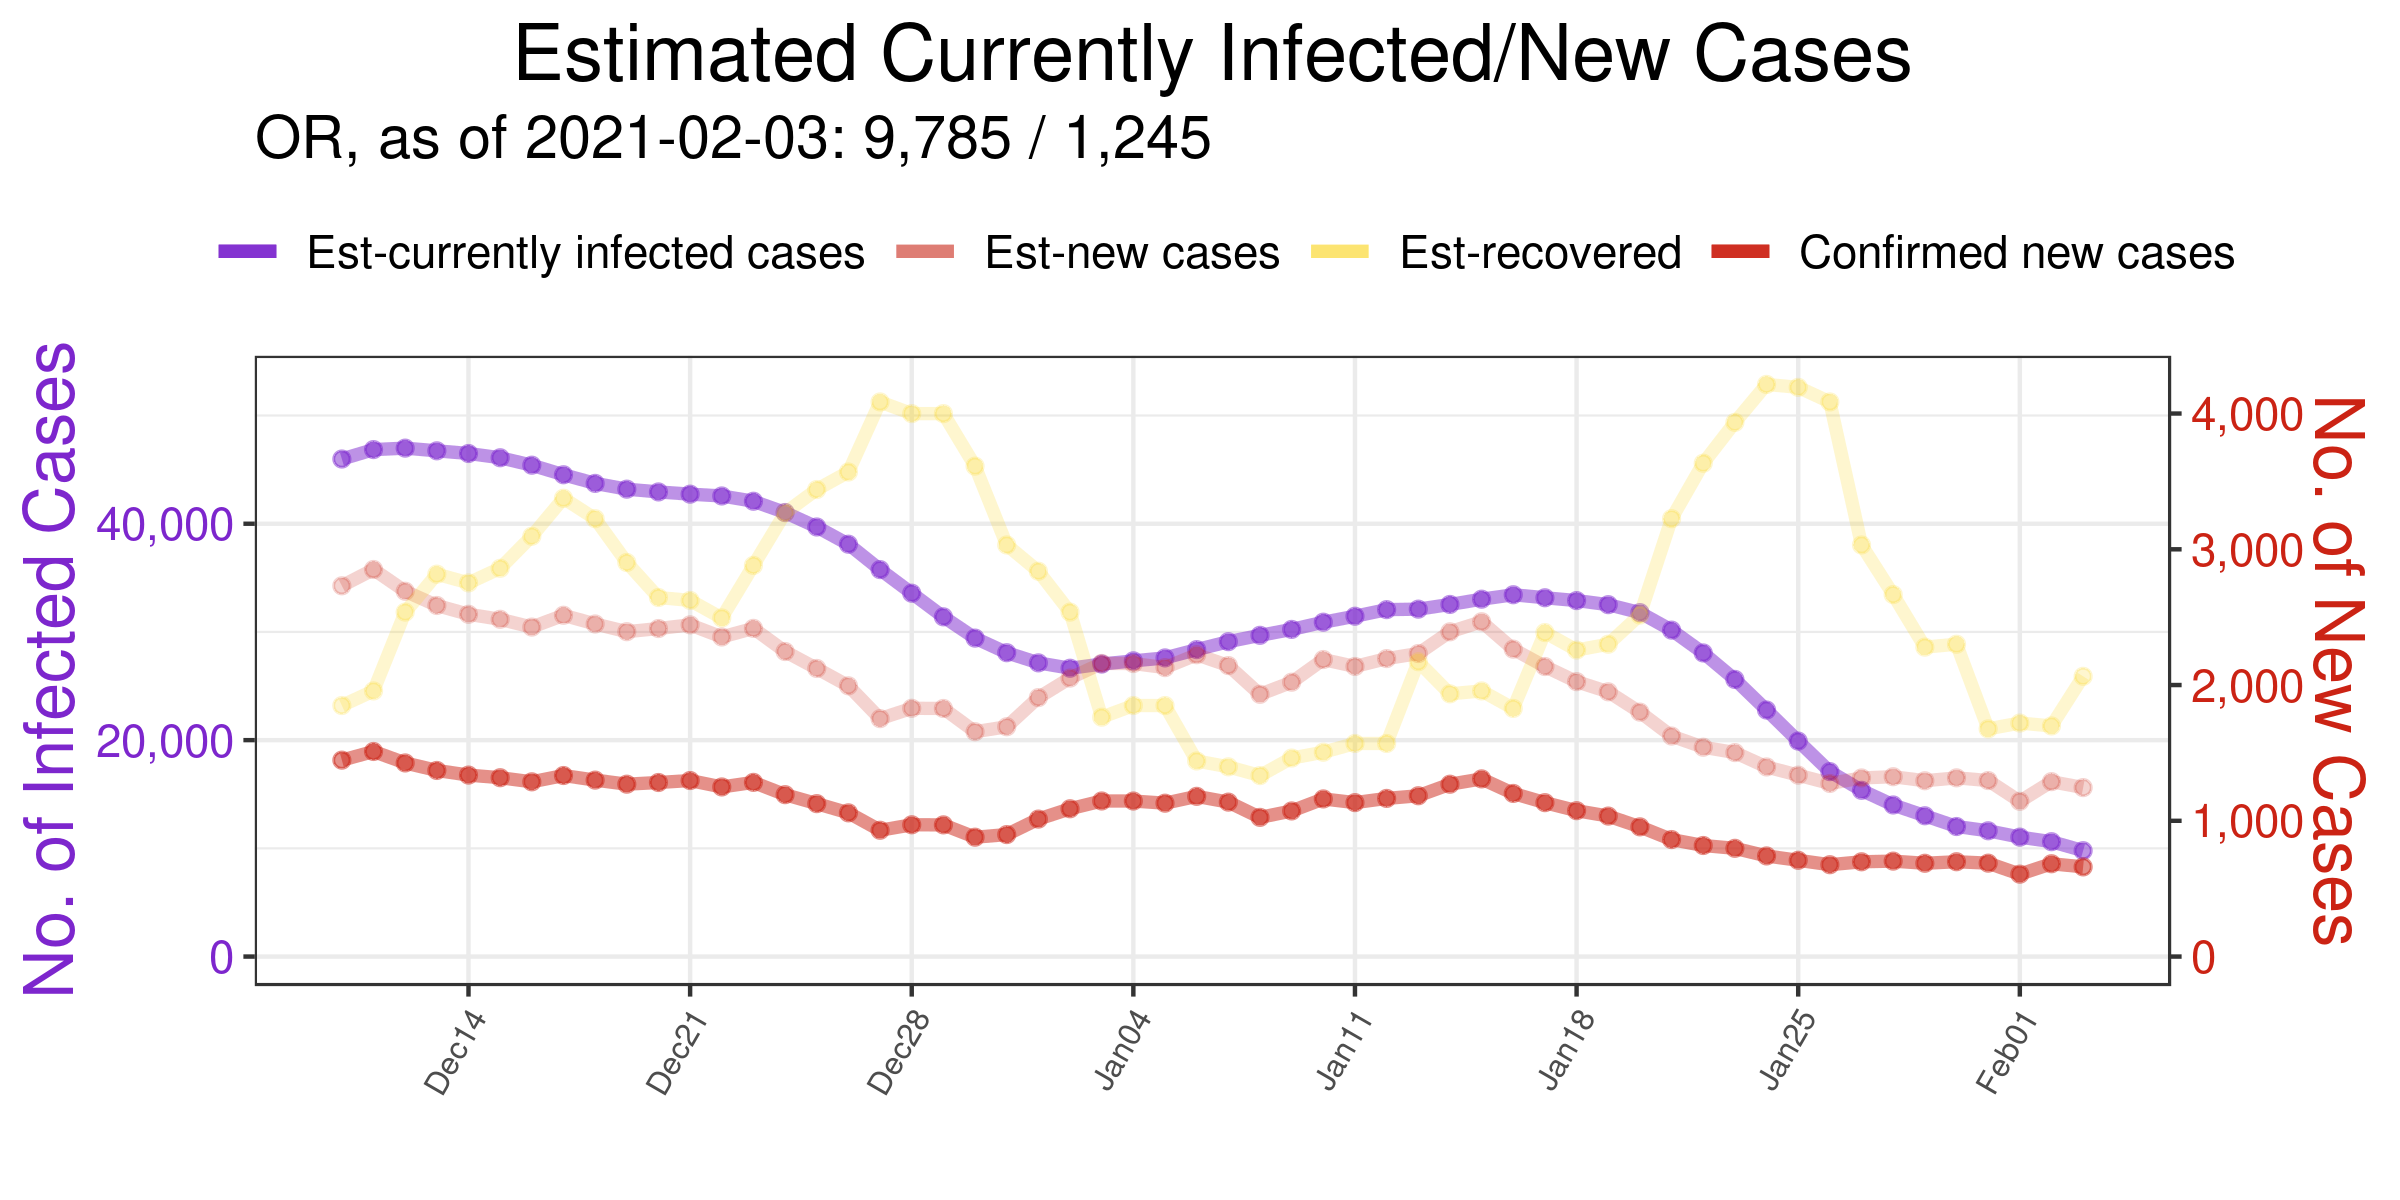 Estimated Currently Infected/New Cases
OR, as of 2021-02-03: 9,785 / 1,245
Est-currently infected cases
Est-new cases
Est-recovered
Confirmed new cases
No. of Infected Cases
40,000
20,000
0
4,000
3,000
2,000
1,000
0
No. of New Cases
Dec14
Dec21
Dec28
Jan04
Jan11
Jan18
Jan25
Feb01